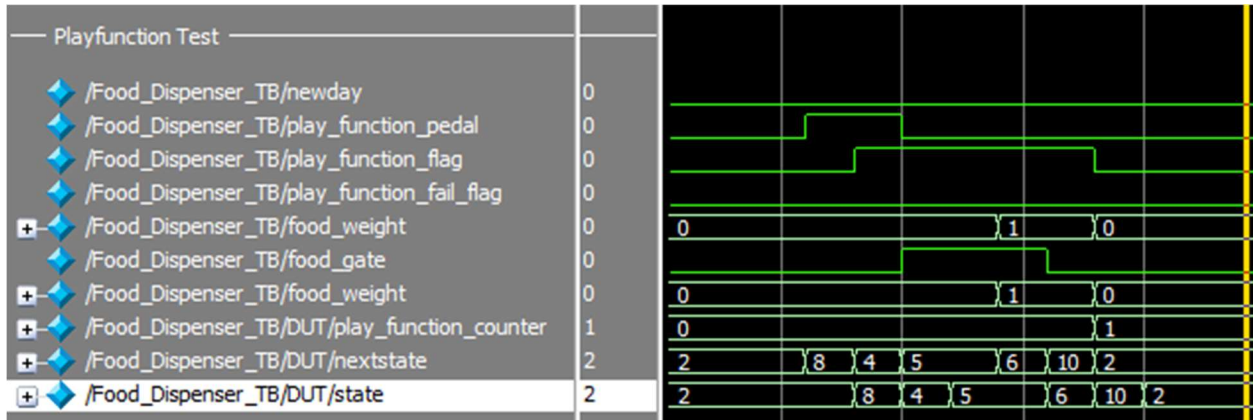 Playfunction Test
/Food_Dispenser_TB/newday 0
/Food_Dispenser_TB/play_function_pedal 0
/Food_Dispenser_TB/play_function_flag 0
/Food_Dispenser_TB/play_function_fail_flag 0
/Food_Dispenser_TB/food_weight 0 0 1 0
/Food_Dispenser_TB/food_gate 0
/Food_Dispenser_TB/food_weight 0 0 1 0
/Food_Dispenser_TB/DUT/play_function_counter 1 0 1
/Food_Dispenser_TB/DUT/nextstate 2 2 8 4 5 6 10 2
/Food_Dispenser_TB/DUT/state 2 2 8 4 5 6 10 2